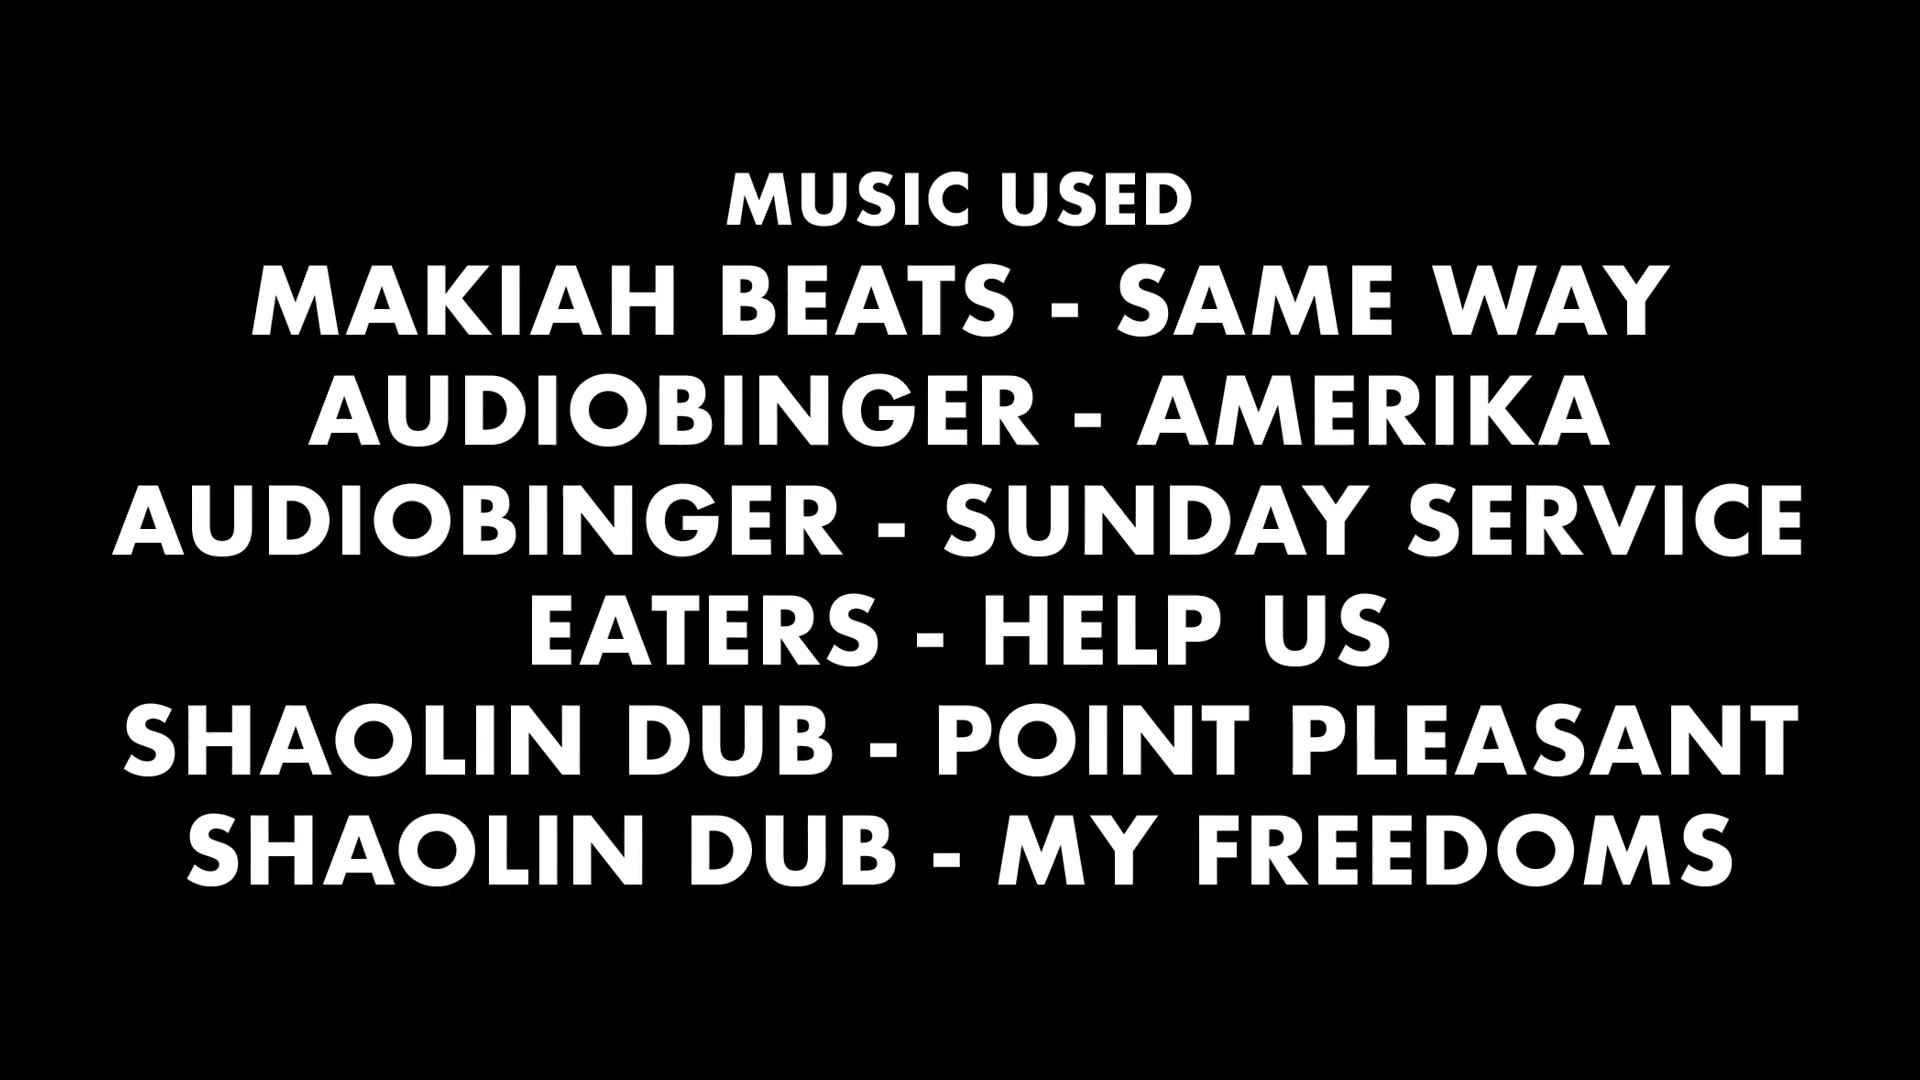 MUSIC USED
MAKIAH BEATS - SAME WAY
AUDIOBINGER - AMERIKA
AUDIOBINGER - SUNDAY SERVICE
EATERS - HELP US
SHAOLIN DUB - POINT PLEASANT
SHAOLIN DUB - MY FREEDOMS